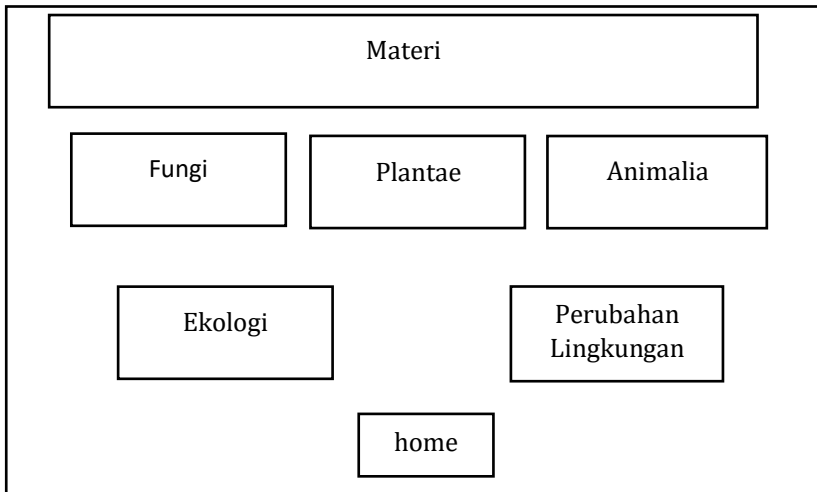 Materi
Fungi
Plantae
Animalia
Ekologi
Perubahan
Lingkungan
home